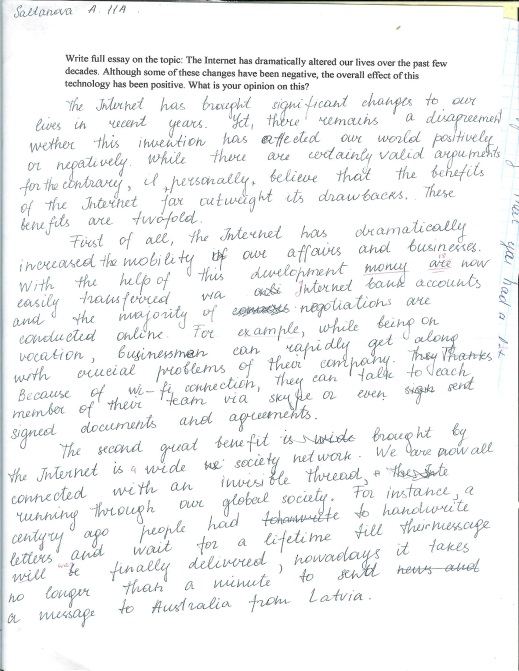 Saltanova A. 11A
Write full essay on the topic: The Internet has dramatically altered our lives over the past few
decades. Although some of these changes have been negative, the overall effect of this
technology has been positive. What is your opinion on this?
The Internet has brought significant changes to our
lives in recent years. Yet, there remains a disagreement
wether this invention has affected our world positively
or negatively. While there are certainly valid arguments
for the contrary, I, personally, believe that the benefits
of the Internet far outweight its drawbacks. These
benefits are twofold.
First of all, the Internet has dramatically
increased the mobility of our affairs and businesses.
With the help of this development money are is now
easily transferred via Internet bank accounts
and the majority of negotiations are
conducted online. For example, while being on
vocation, businessman can rapidly get along
with crucial problems of their company. They Thanks
Because of wi-fi connection, they can talk to each
member of their team via skype or even sent
signed documents and agreements.
The second great benefit is wide brought by
the Internet is a wide society network. We are now all
connected with an invisible thread,
running through our global society. For instance, a
centyry ago people had to handwrite
letters and wait for a lifetime till their message
will was be finally delivered, nowadays it takes
no longer than a minute to send news and
a message to Australia from Latvia.